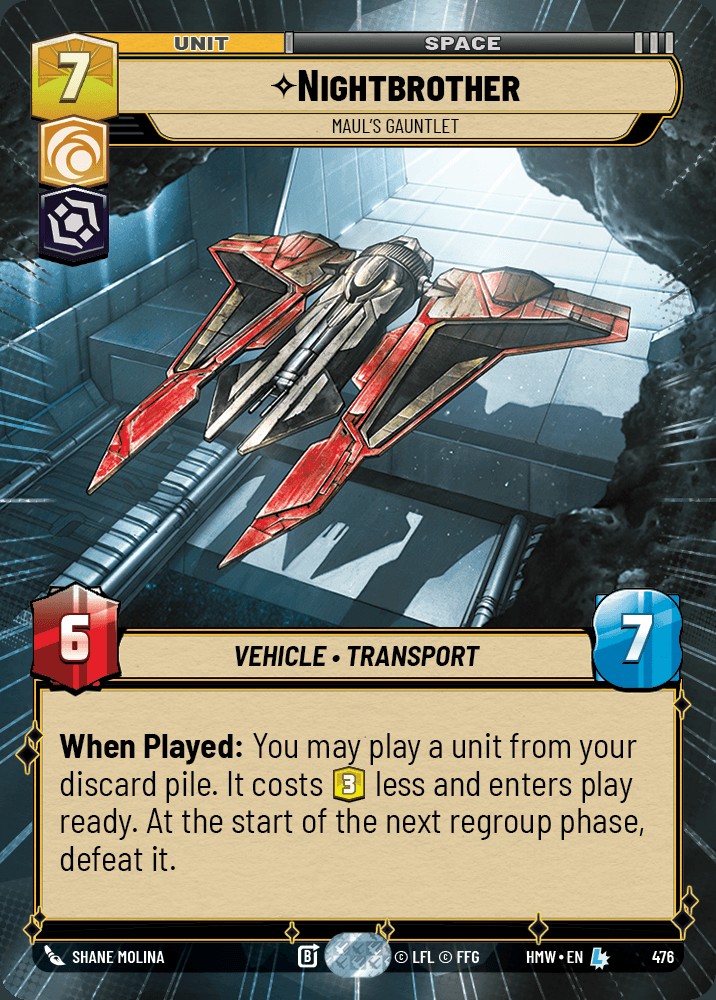 UNIT
SPACE
7
NIGHTBROTHER
MAUL'S GAUNTLET
6
VEHICLE • TRANSPORT
7
When Played: You may play a unit from your
discard pile. It costs 3 less and enters play
ready. At the start of the next regroup phase,
defeat it.
SHANE MOLINA
B
© LFL © FFG
HMW • EN
L
476